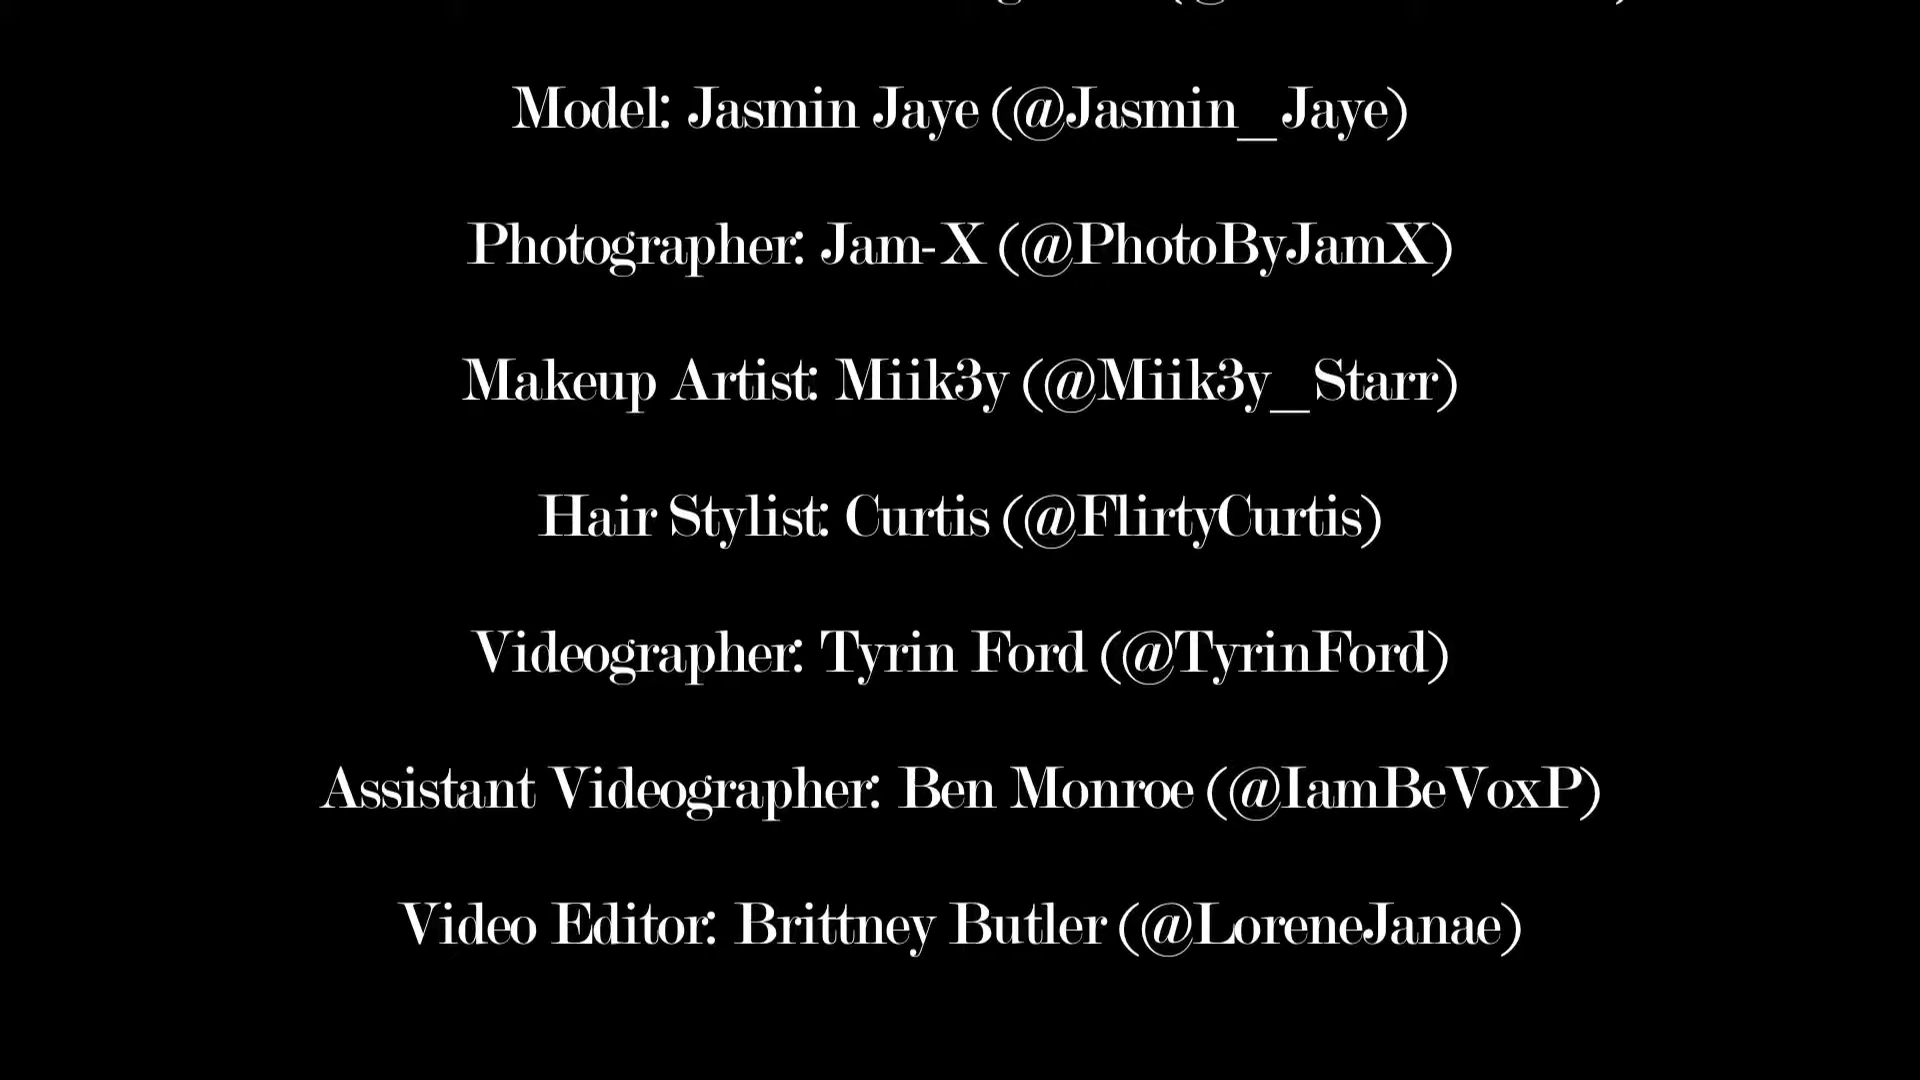 Model: Jasmin Jaye (@Jasmin_Jaye)
Photographer: Jam-X (@PhotoByJamX)
Makeup Artist: Miik3y (@Miik3y_Starr)
Hair Stylist: Curtis (@FlirtyCurtis)
Videographer: Tyrin Ford (@TyrinFord)
Assistant Videographer: Ben Monroe (@IamBeVoxP)
Video Editor: Brittney Butler (@LoreneJanae)